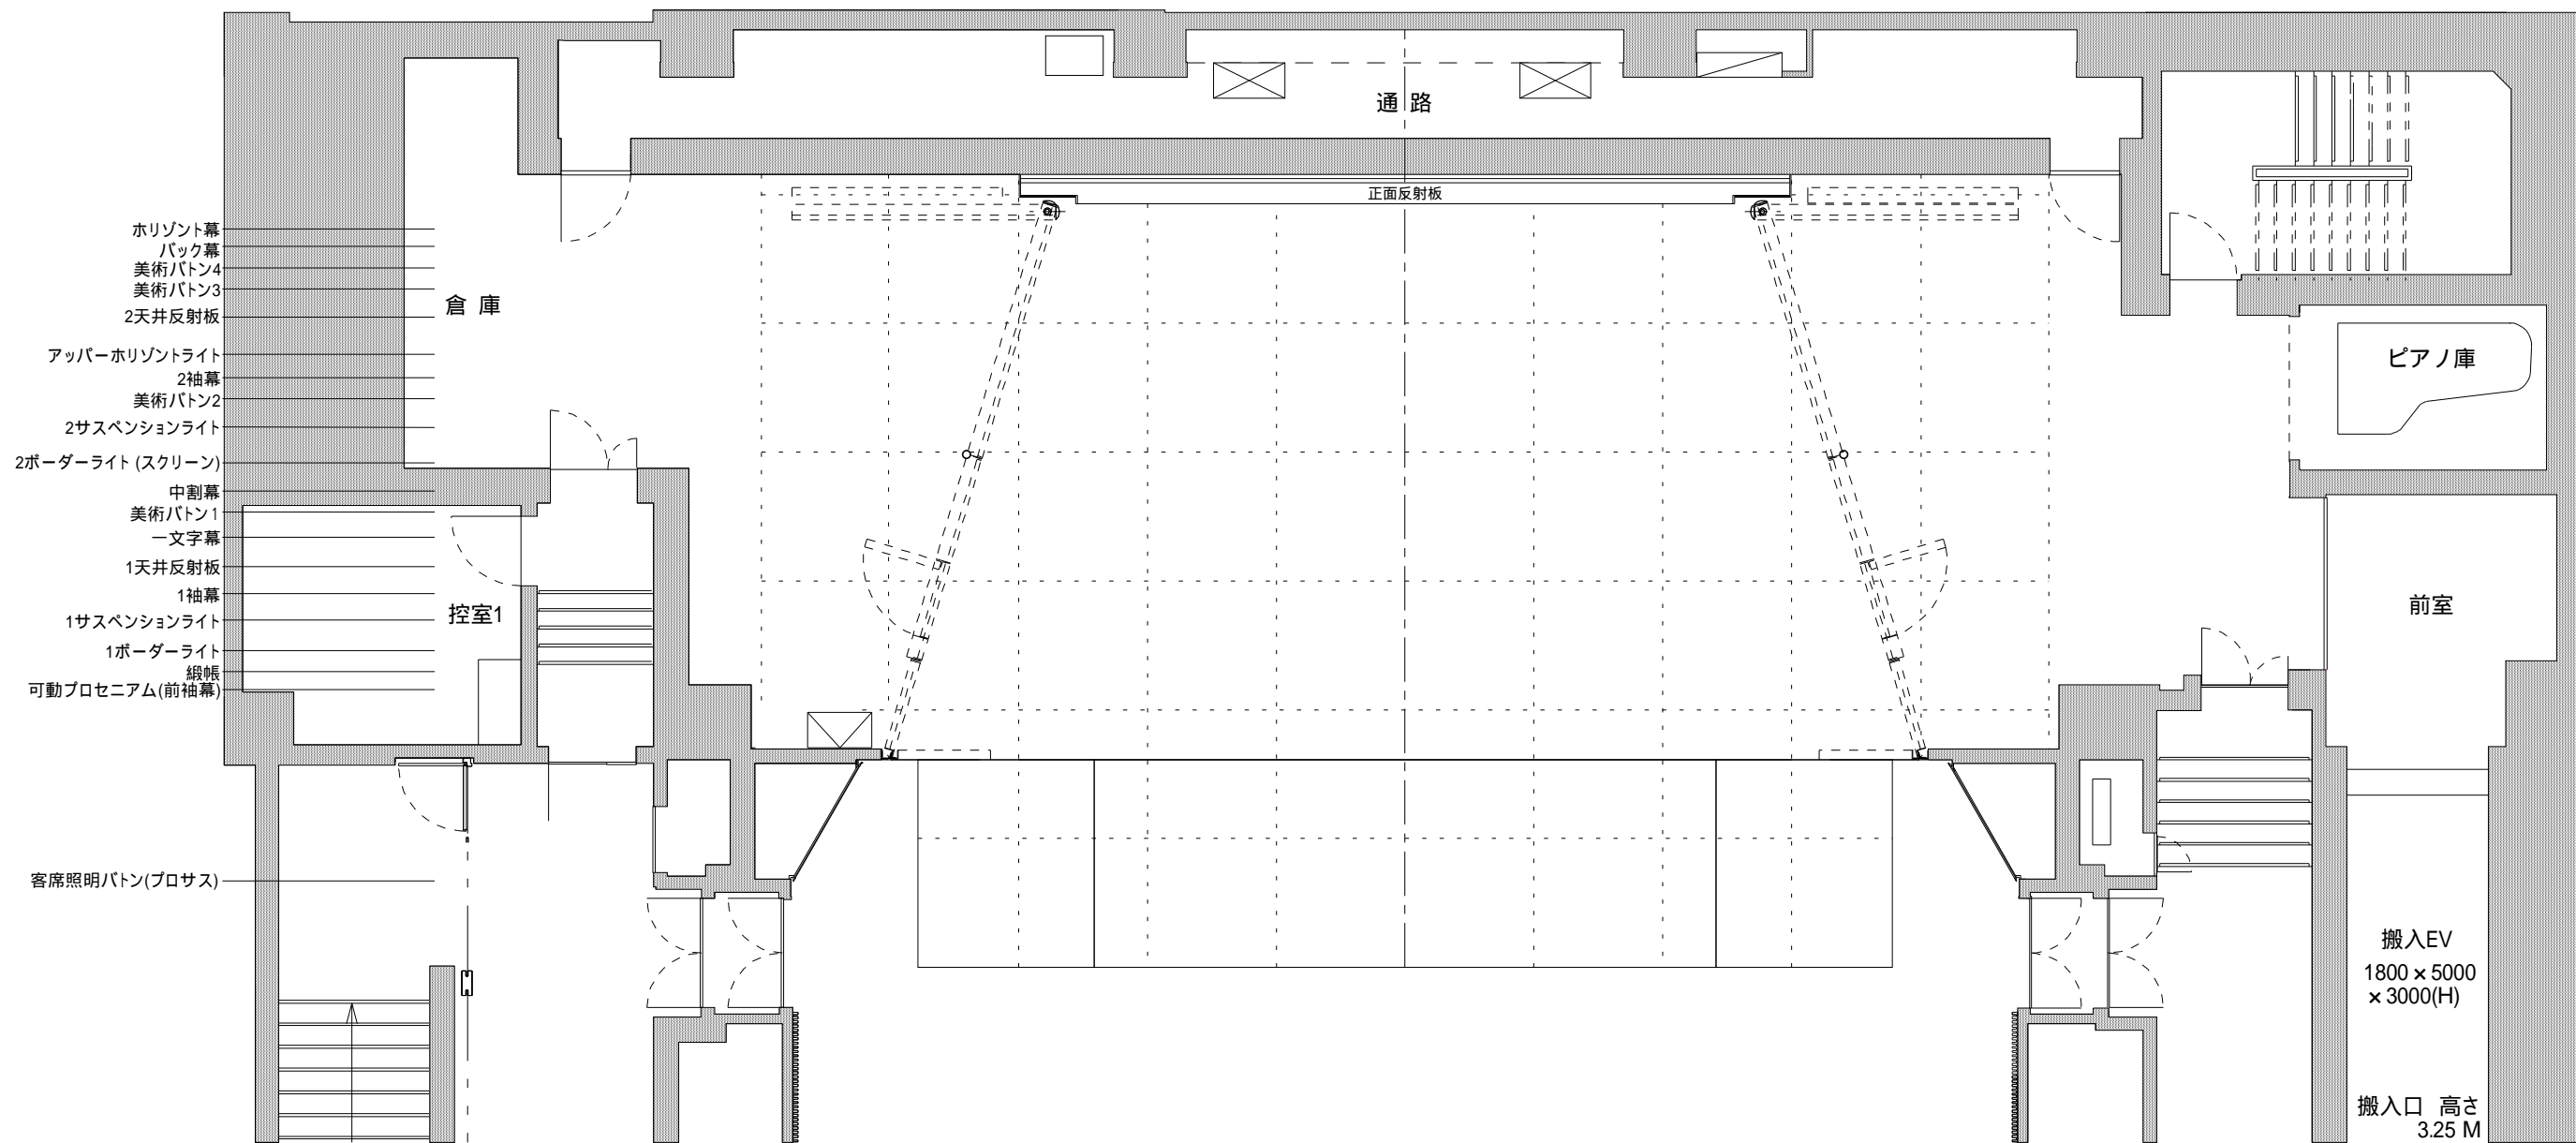 通 路
正面反射板
ホリゾント幕
バック幕
美術バトン4
美術バトン3
倉 庫
2天井反射板
アッパーホリゾントライト
ピアノ庫
2袖幕
美術バトン2
2サスペンションライト
2ボーダーライト (スクリーン)
中割幕
美術バトン1
一文字幕
1天井反射板
1袖幕
控室1
前室
1サスペンションライト
1ボーダーライト
緞帳
可動プロセニアム(前袖幕)
客席照明バトン(プロサス)
搬入EV
1800 × 5000
× 3000(H)
搬入口 高さ
3.25 M